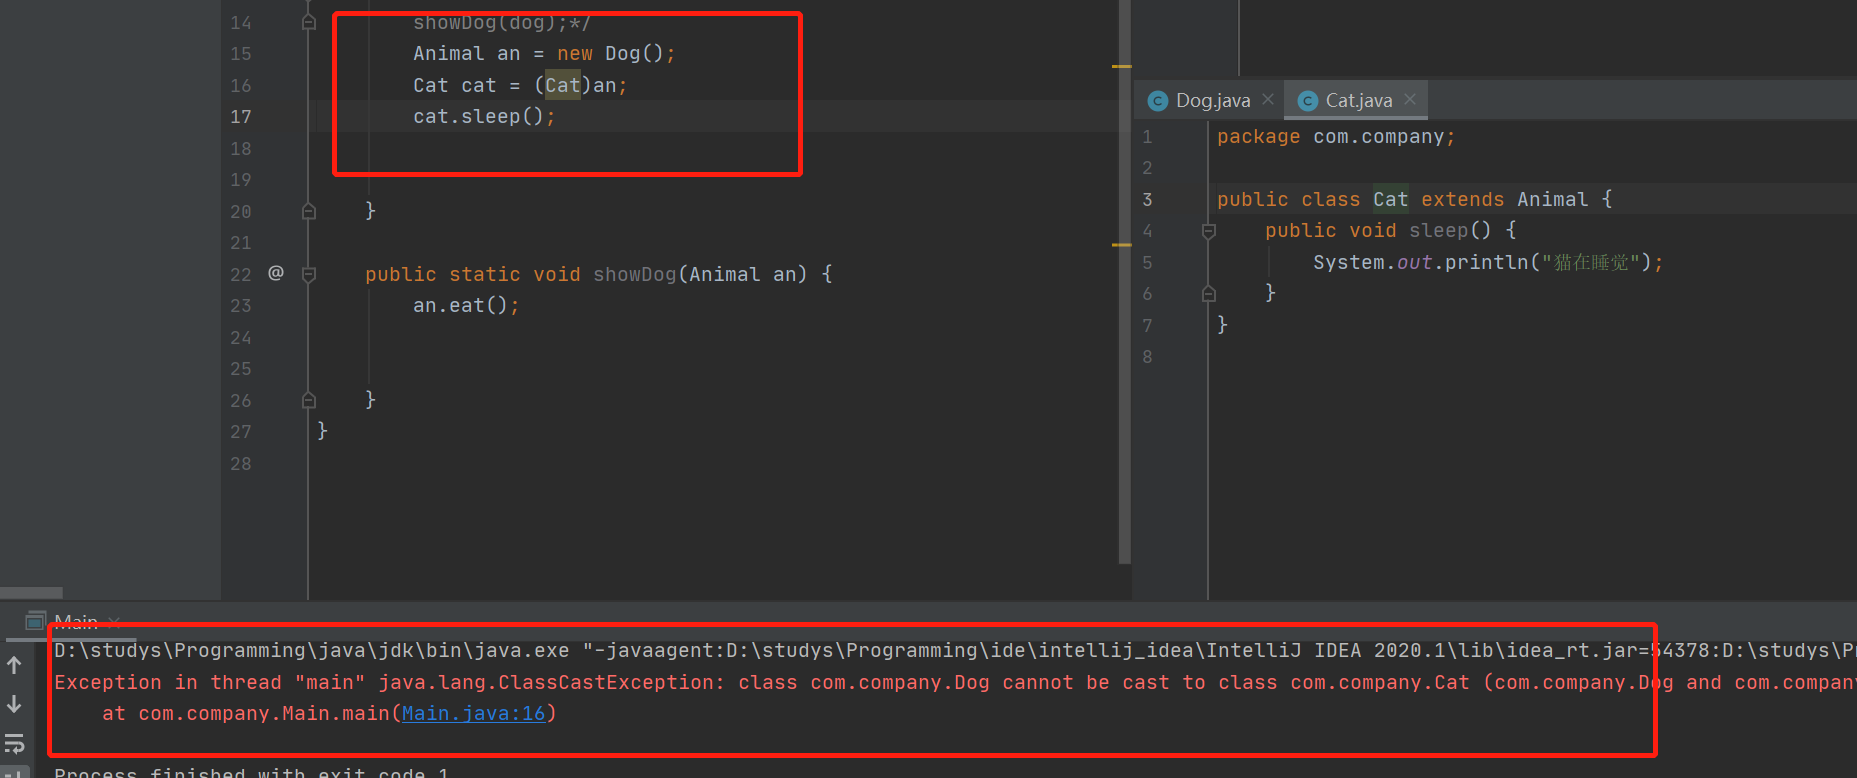 14 showDog(dog);*/
15 Animal an = new Dog();
16 Cat cat = (Cat)an;
17 cat.sleep();
18
19
20 }
21
22 @ public static void showDog(Animal an) {
23 an.eat();
24
25
26 }
27 }
28
Dog.java Cat.java
1 package com.company;
2
3 public class Cat extends Animal {
4 public void sleep() {
5 System.out.println("猫在睡觉");
6 }
7 }
8
Main
D:\studys\Programming\java\jdk\bin\java.exe "-javaagent:D:\studys\Programming\ide\intellij_idea\IntelliJ IDEA 2020.1\lib\idea_rt.jar=54378:D:\studys\P
Exception in thread "main" java.lang.ClassCastException: class com.company.Dog cannot be cast to class com.company.Cat (com.company.Dog and com.company
at com.company.Main.main(Main.java:16)
Process finished with exit code 1